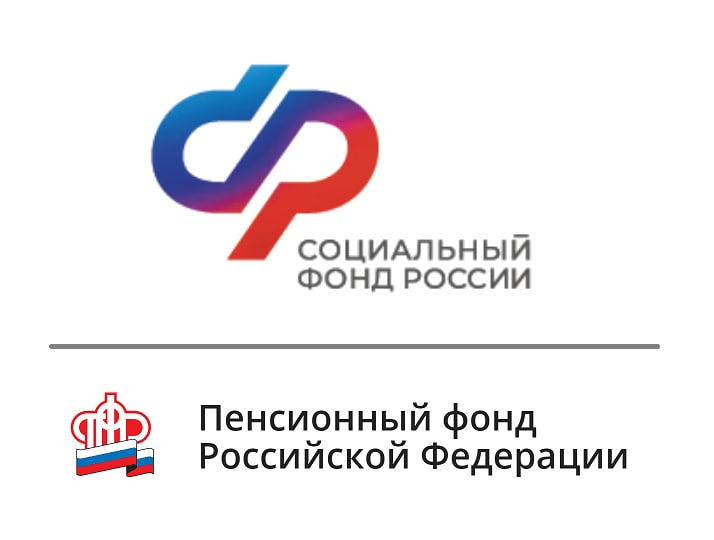 СОЦИАЛЬНЫЙ
ФОНД РОССИИ
Пенсионный фонд
Российской Федерации